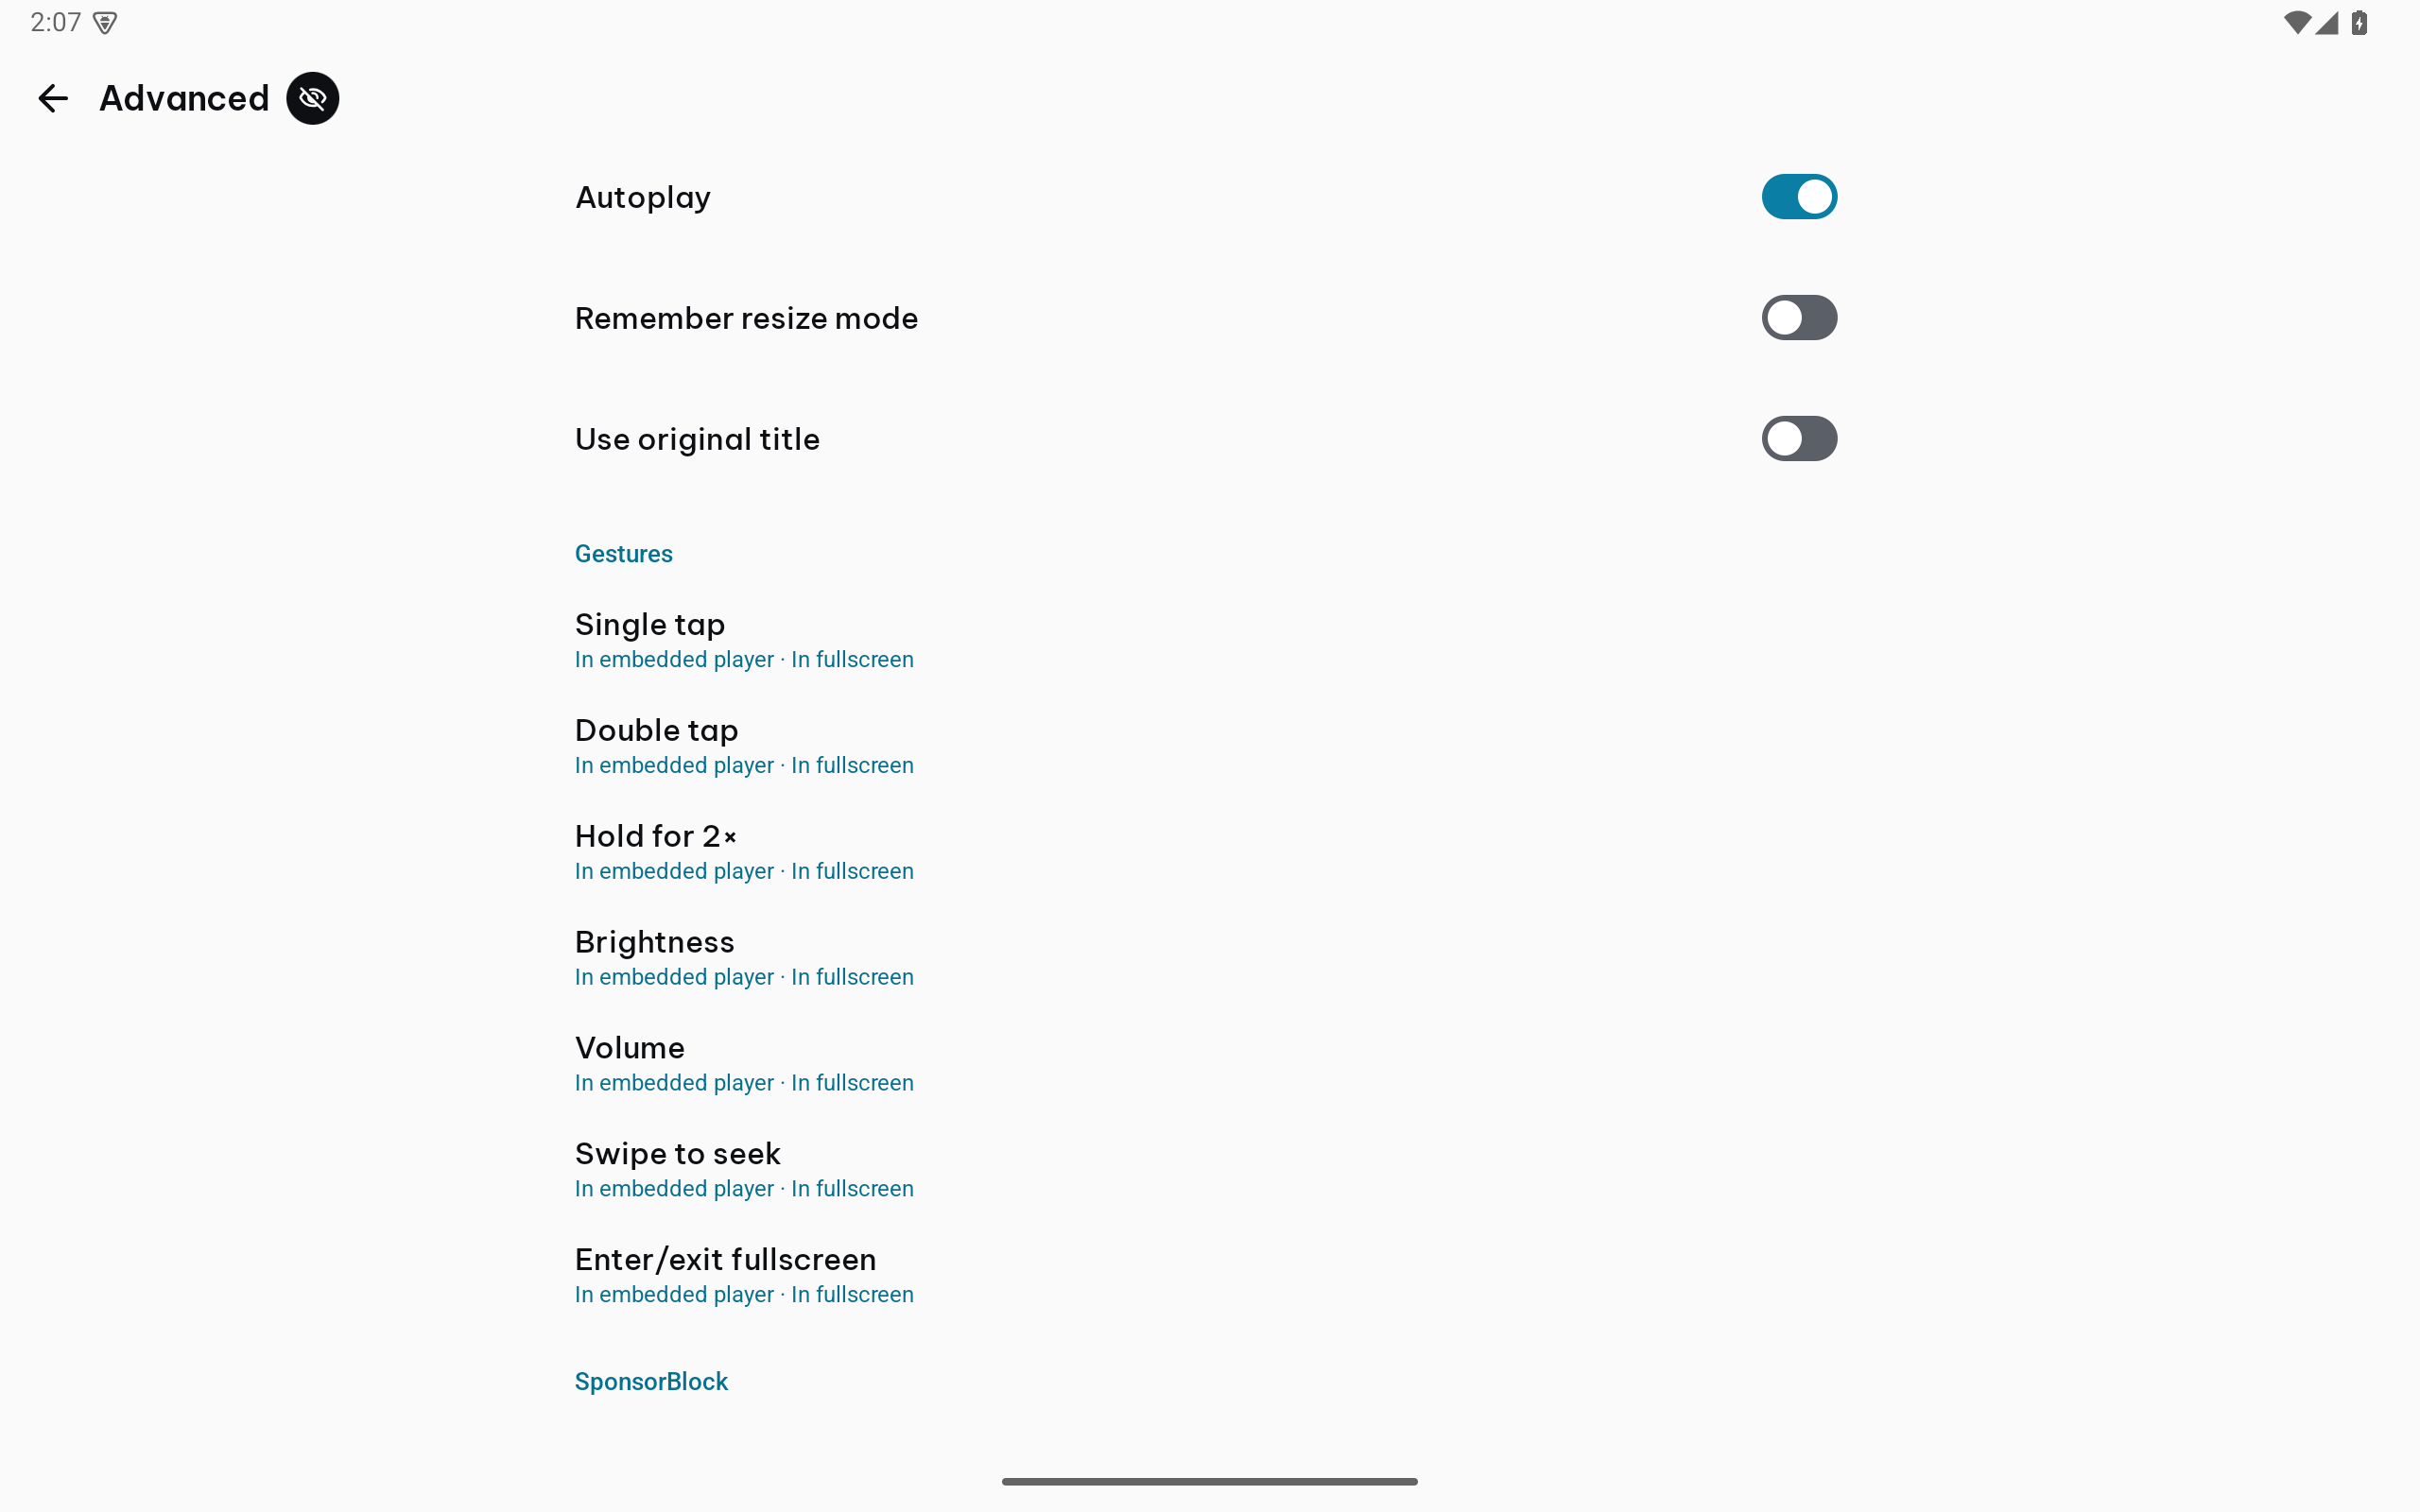 2:07
Advanced
Autoplay
Remember resize mode
Use original title
Gestures
Single tap
In embedded player · In fullscreen
Double tap
In embedded player · In fullscreen
Hold for 2×
In embedded player · In fullscreen
Brightness
In embedded player · In fullscreen
Volume
In embedded player · In fullscreen
Swipe to seek
In embedded player · In fullscreen
Enter/exit fullscreen
In embedded player · In fullscreen
SponsorBlock